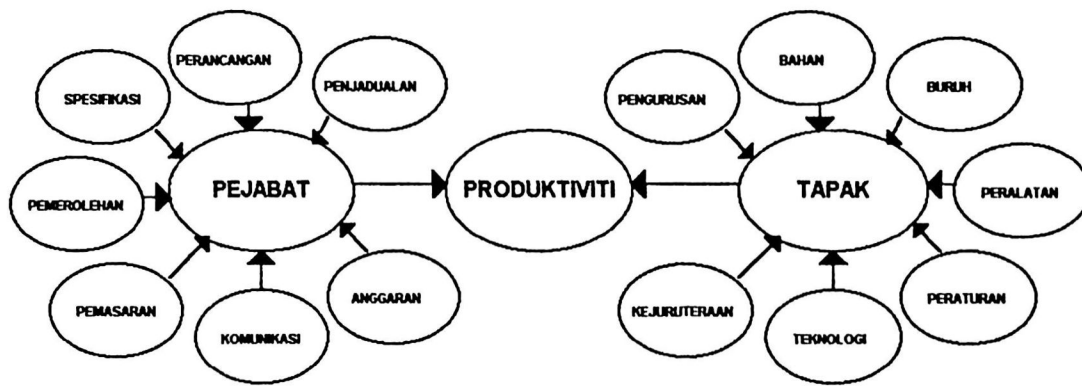 PERANCANGAN
PENJADUALAN
SPESIFIKASI
PEMEROLEHAN
PEJABAT
PEMASARAN
KOMUNIKASI
ANGGARAN
PRODUKTIVITI
BAHAN
PENGURUSAN
BURUH
TAPAK
PERALATAN
KEJURUTERAAN
TEKNOLOGI
PERATURAN